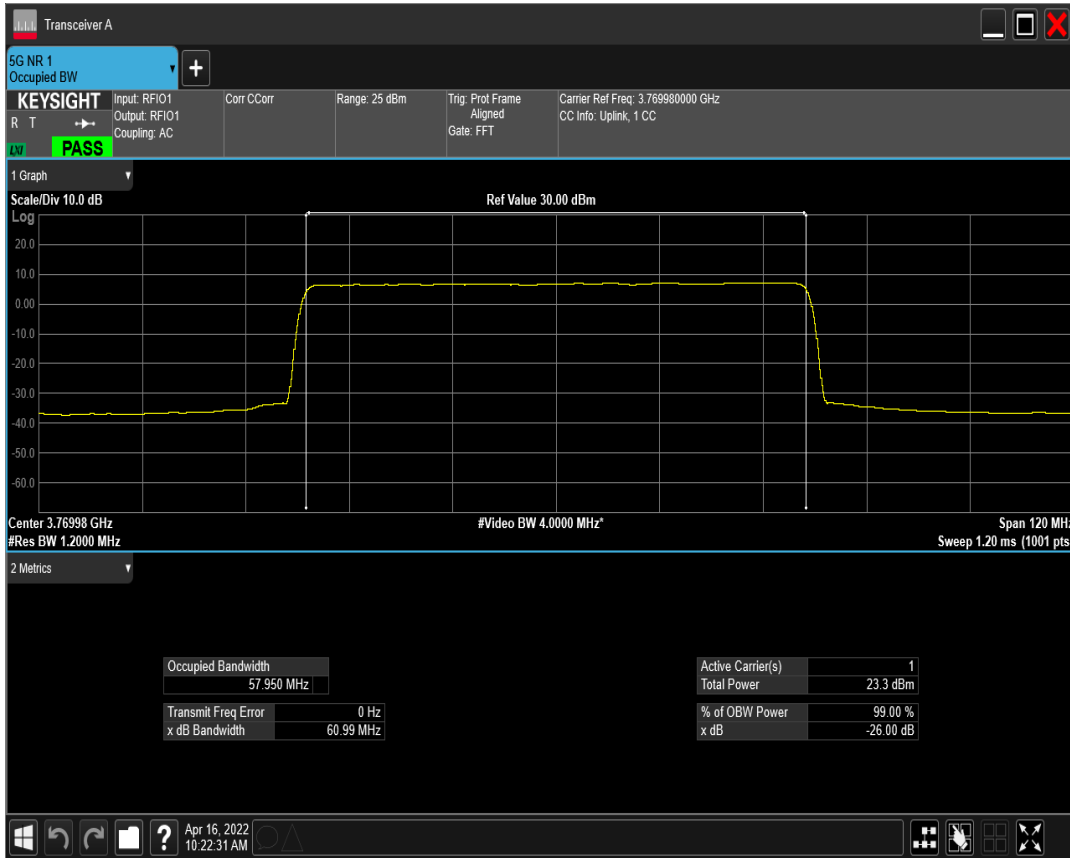 Transceiver A
5G NR 1
Occupied BW
KEYSIGHT
R T
LXI
PASS
Input: RFIO1
Output: RFIO1
Coupling: AC
Corr CCorr
Range: 25 dBm
Trig: Prot Frame
Aligned
Gate: FFT
Carrier Ref Freq: 3.769980000 GHz
CC Info: Uplink, 1 CC
1 Graph
Scale/Div 10.0 dB
Ref Value 30.00 dBm
Log
20.0
10.0
0.00
-10.0
-20.0
-30.0
-40.0
-50.0
-60.0
Center 3.76998 GHz
#Video BW 4.0000 MHz*
Span 120 MHz
#Res BW 1.2000 MHz
Sweep 1.20 ms (1001 pts
2 Metrics
Occupied Bandwidth
57.950 MHz
Transmit Freq Error 0 Hz
x dB Bandwidth 60.99 MHz
Active Carrier(s) 1
Total Power 23.3 dBm
% of OBW Power 99.00 %
x dB -26.00 dB
?
Apr 16, 2022
10:22:31 AM